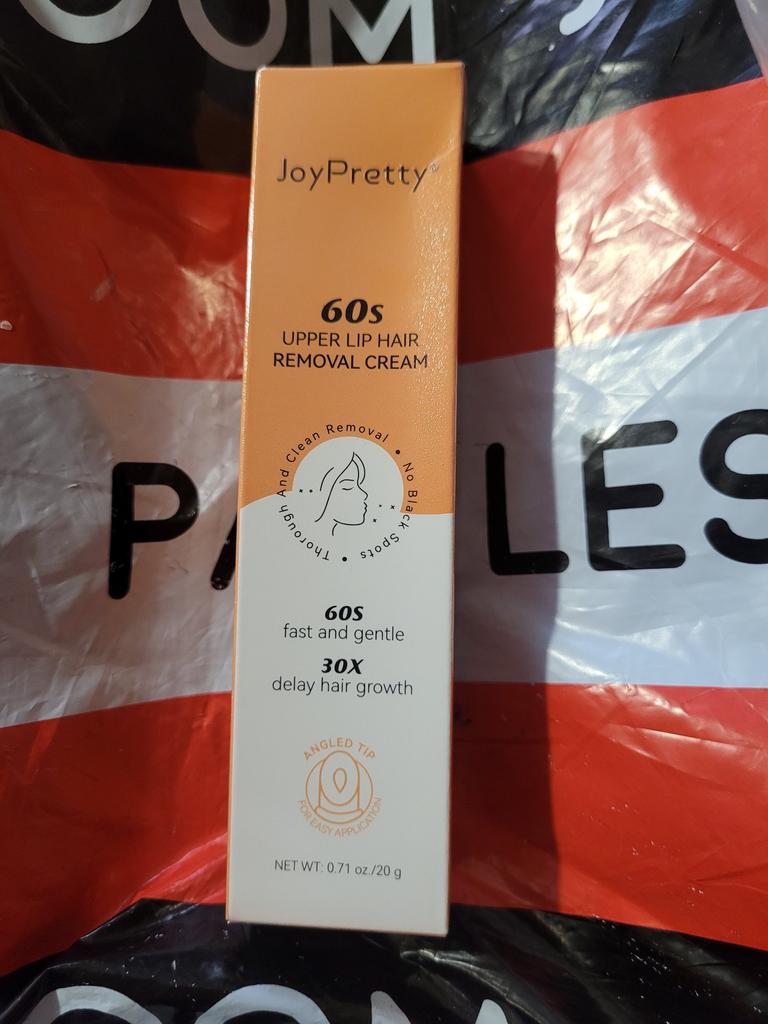 OOM
JoyPretty®
60s
UPPER LIP HAIR
REMOVAL CREAM
Thorough And Clean Removal • No Black Spots •
60S
fast and gentle
30X
delay hair growth
ANGLED TIP
FOR EASY APPLICATION
NET WT: 0.71 oz./20 g